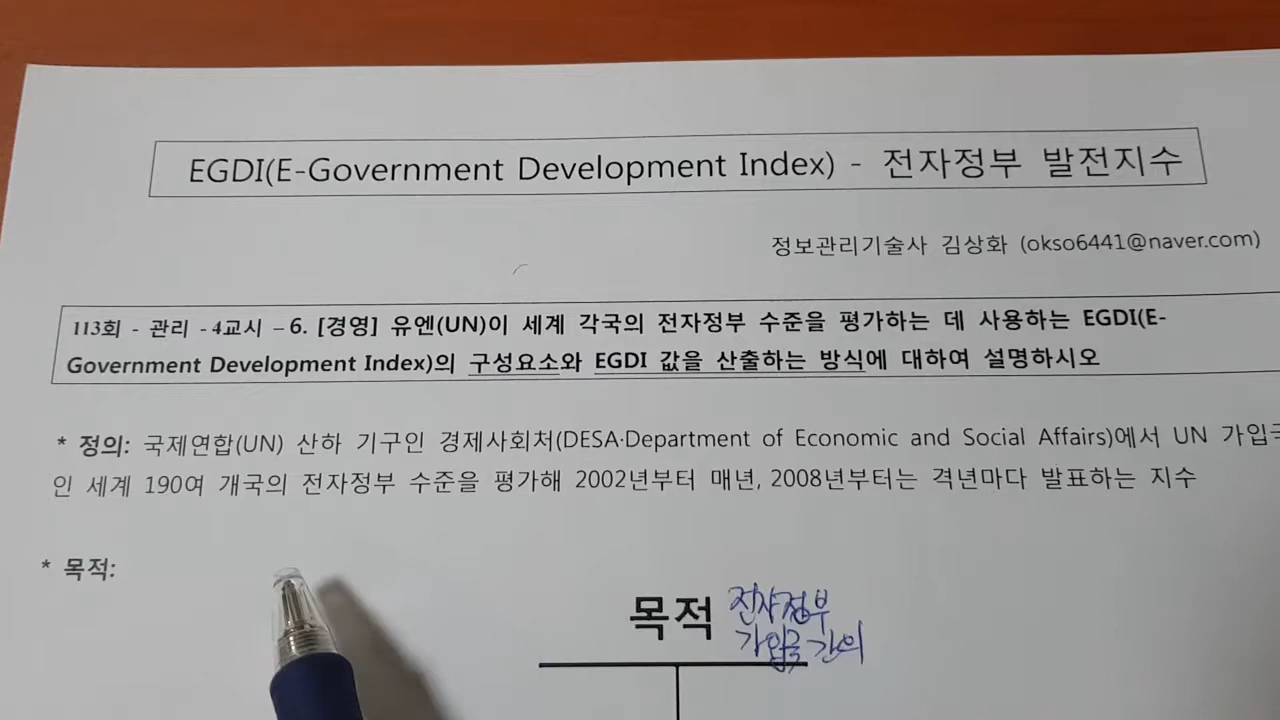 EGDI(E-Government Development Index) - 전자정부 발전지수
정보관리기술사 김상화 (okso6441@naver.com)
113회 - 관리 - 4교시 – 6. [경영] 유엔(UN)이 세계 각국의 전자정부 수준을 평가하는 데 사용하는 EGDI(E-
Government Development Index)의 구성요소와 EGDI 값을 산출하는 방식에 대하여 설명하시오
* 정의: 국제연합(UN) 산하 기구인 경제사회처(DESA·Department of Economic and Social Affairs)에서 UN 가입국
인 세계 190여 개국의 전자정부 수준을 평가해 2002년부터 매년, 2008년부터는 격년마다 발표하는 지수
* 목적:
목적 전자정부
가입국 간의